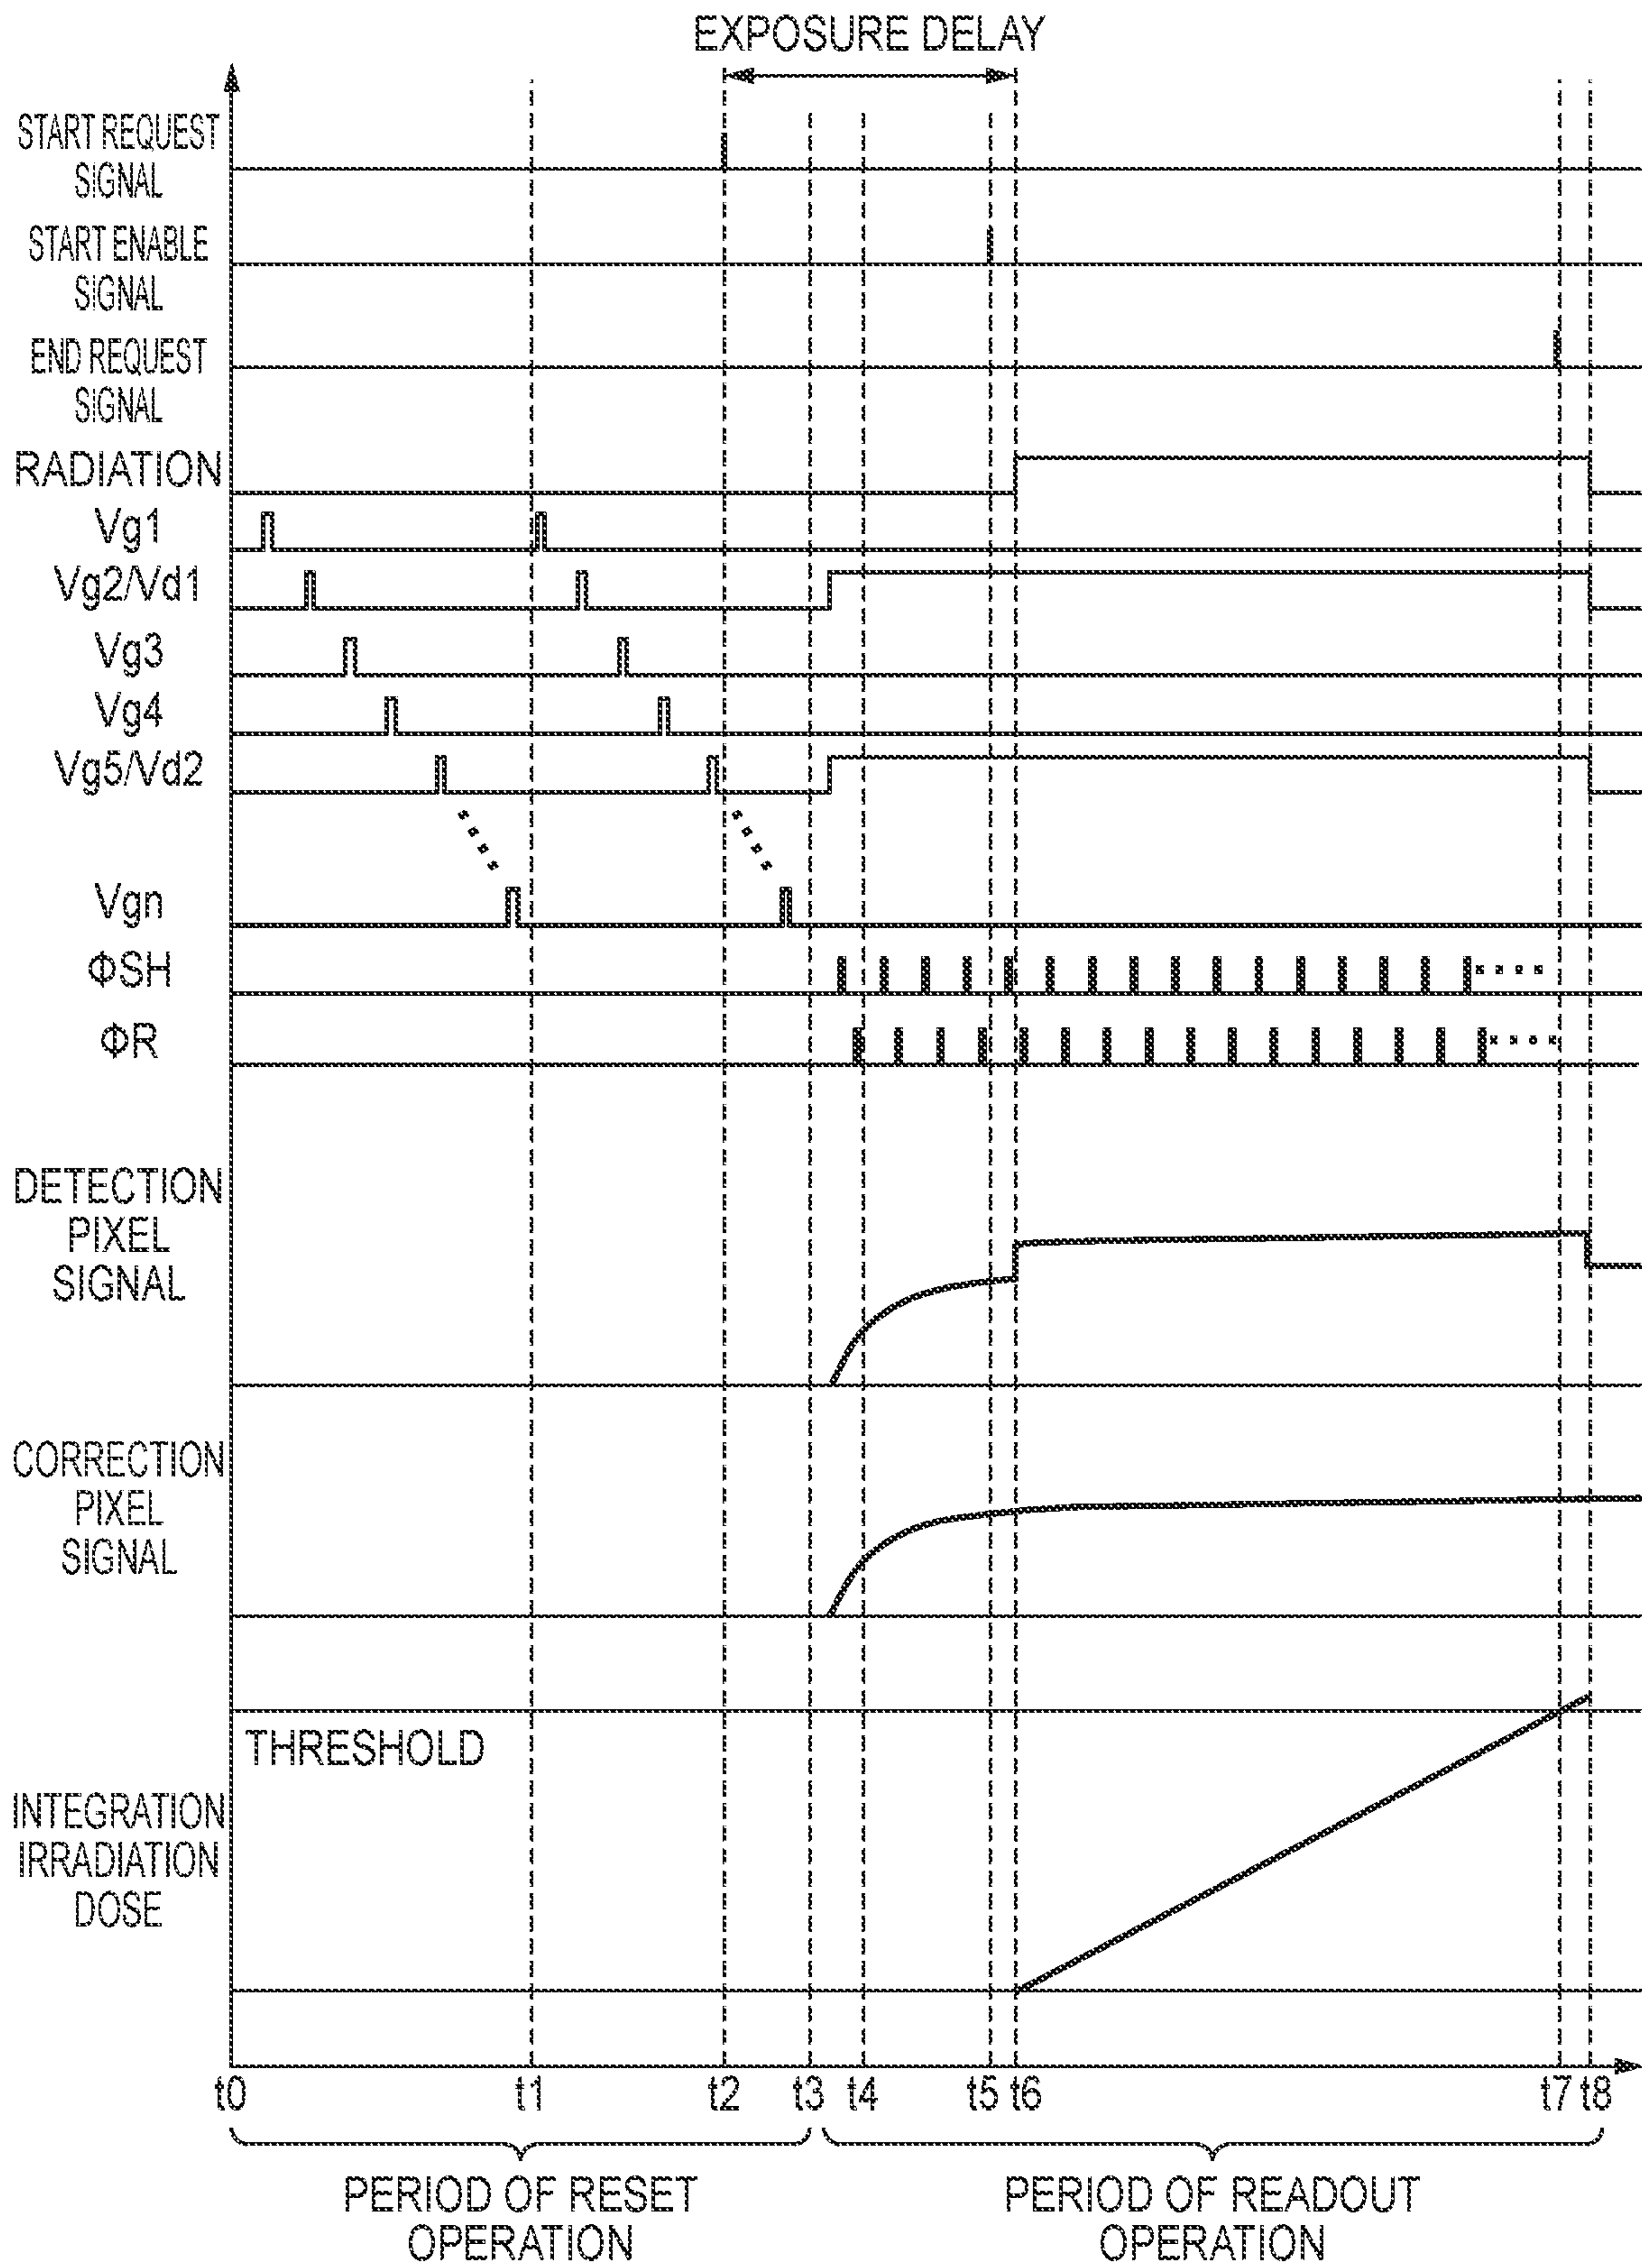 EXPOSURE DELAY
START REQUEST
SIGNAL
START ENABLE
SIGNAL
END REQUEST
SIGNAL
RADIATION
Vg1
Vg2/Vd1
Vg3
Vg4
Vg5/Vd2
Vgn
ΦSH
ΦR
DETECTION
PIXEL
SIGNAL
CORRECTION
PIXEL
SIGNAL
THRESHOLD
INTEGRATION
IRRADIATION
DOSE
t0 t1 t2 t3 t4 t5 t6 t7 t8
PERIOD OF RESET
OPERATION
PERIOD OF READOUT
OPERATION